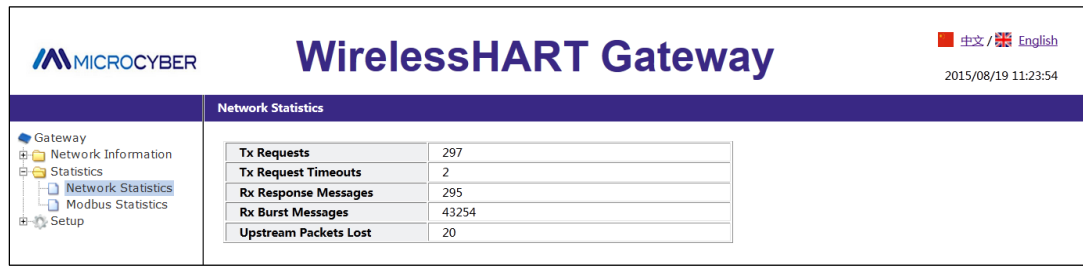 MICROCYBER
WirelessHART Gateway
中文 / English
2015/08/19 11:23:54
Network Statistics
Gateway
Network Information
Statistics
Network Statistics
Modbus Statistics
Setup
Tx Requests 297
Tx Request Timeouts 2
Rx Response Messages 295
Rx Burst Messages 43254
Upstream Packets Lost 20